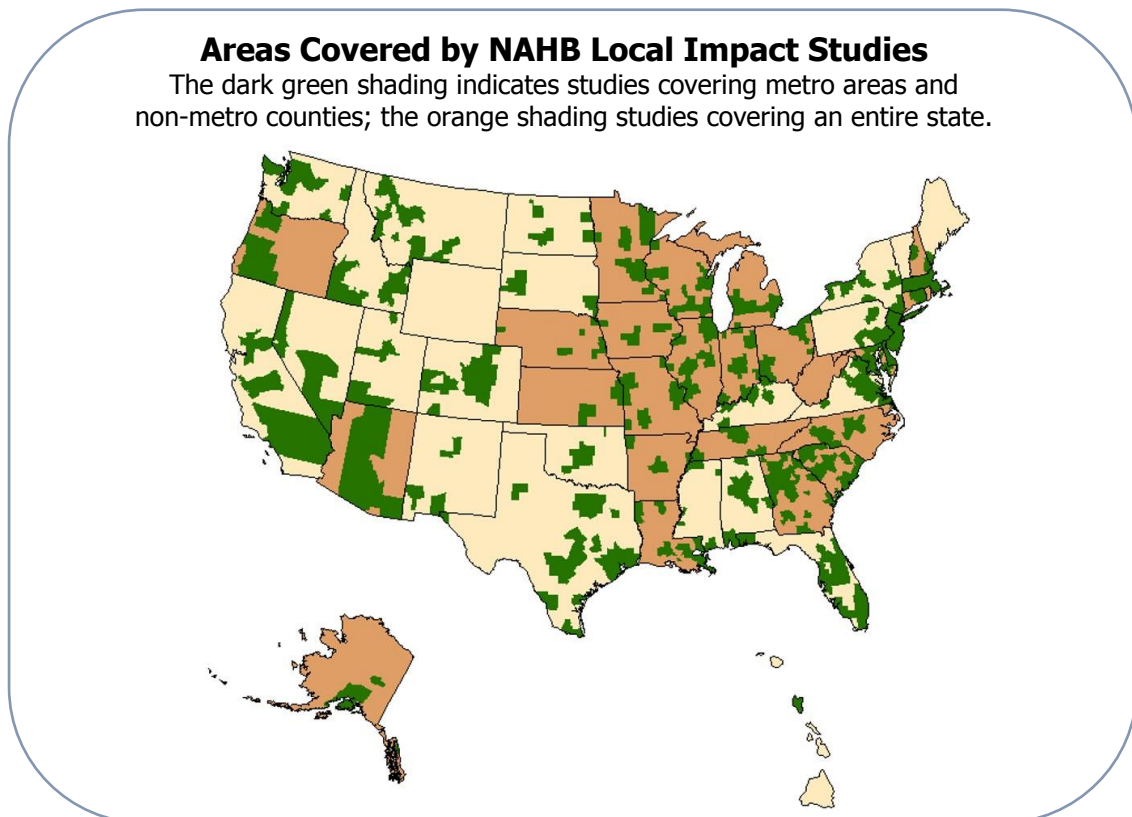 Areas Covered by NAHB Local Impact Studies
The dark green shading indicates studies covering metro areas and
non-metro counties; the orange shading studies covering an entire state.